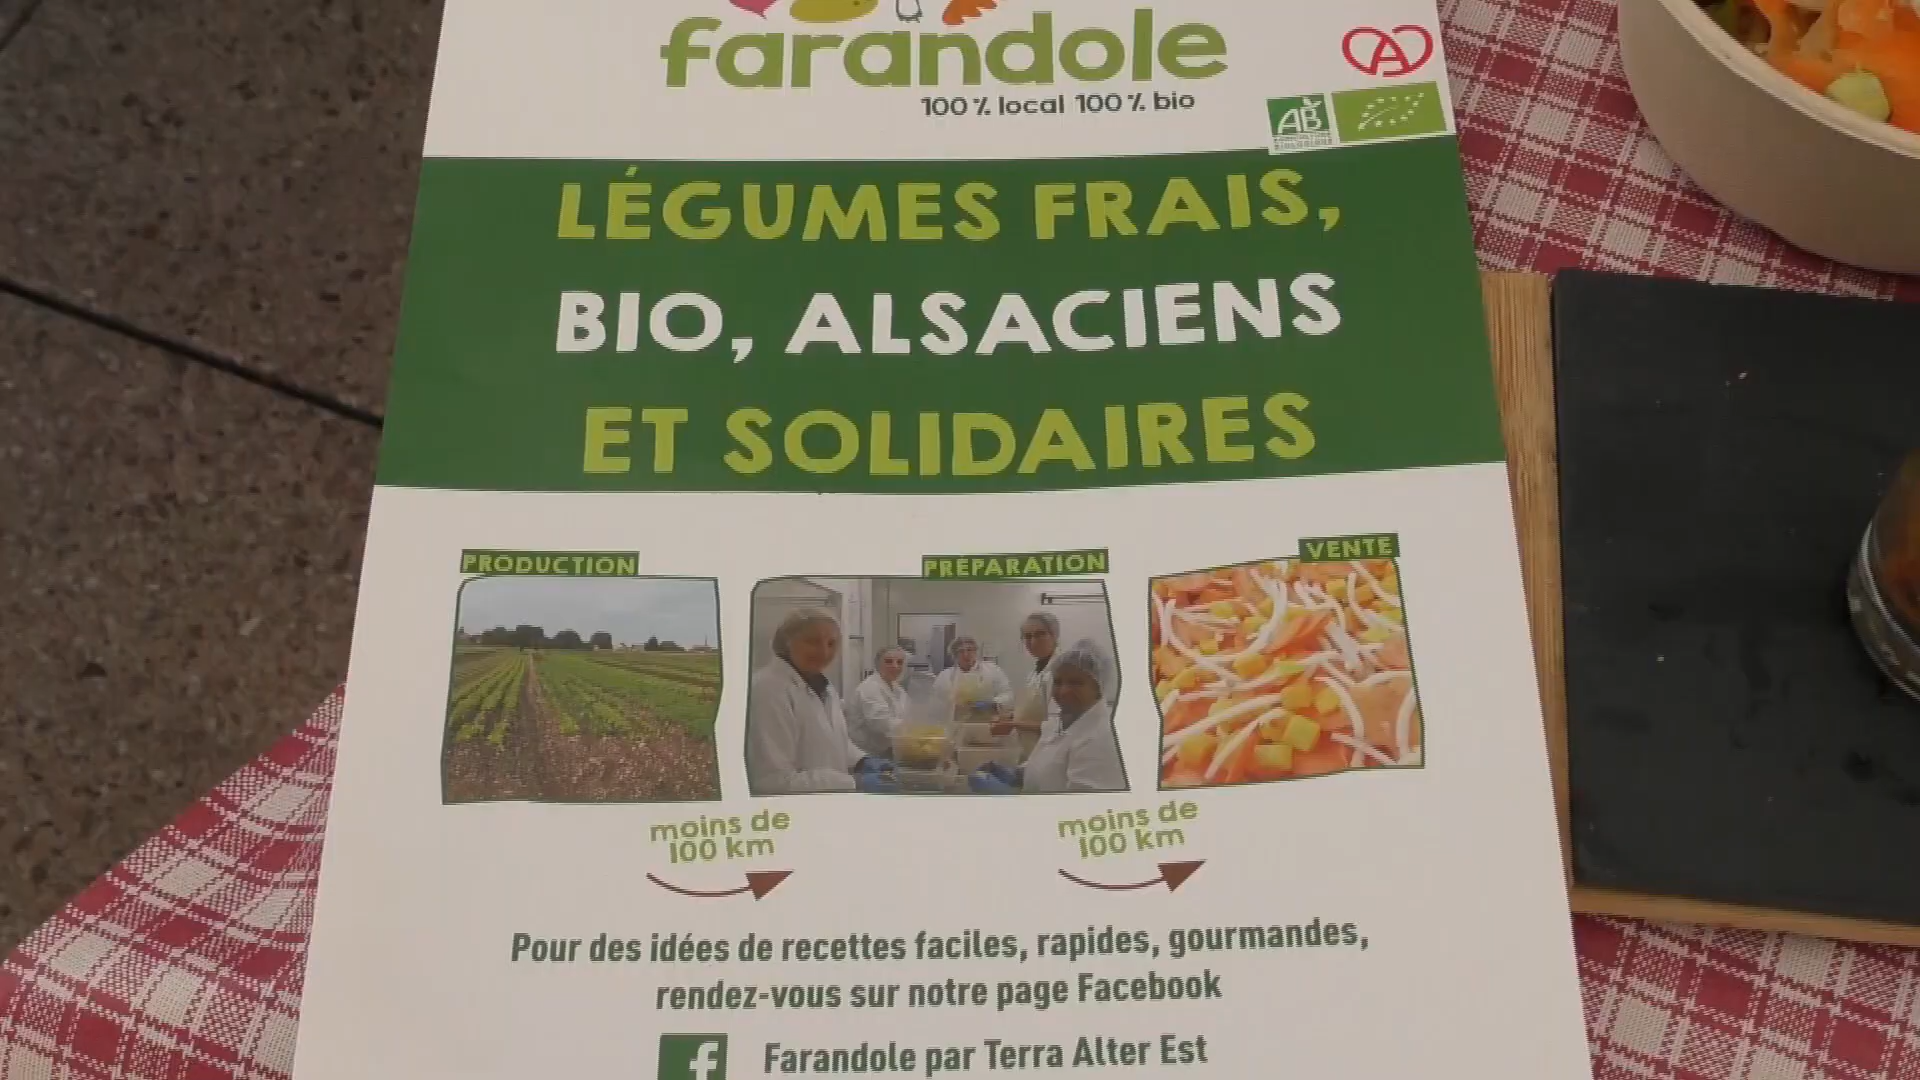 farandole
100 % local 100 % bio
AB
LÉGUMES FRAIS,
BIO, ALSACIENS
ET SOLIDAIRES
PRODUCTION
PRÉPARATION
VENTE
moins de
100 km
moins de
100 km
Pour des idées de recettes faciles, rapides, gourmandes,
rendez-vous sur notre page Facebook
f Farandole par Terra Alter Est